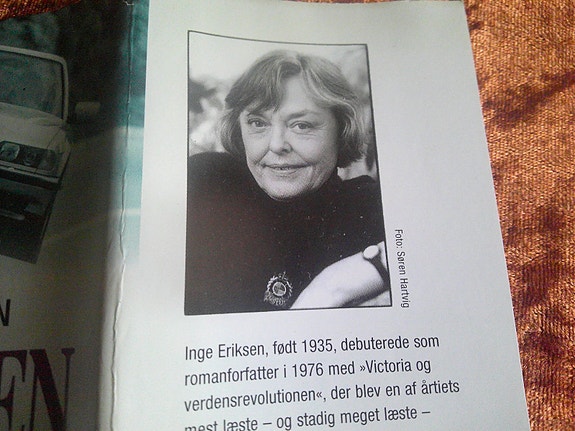 Foto: Søren Hartvig
Inge Eriksen, født 1935, debuterede som
romanforfatter i 1976 med »Victoria og
verdensrevolutionen«, der blev en af årtiets
mest læste – og stadig meget læste –
N
EN